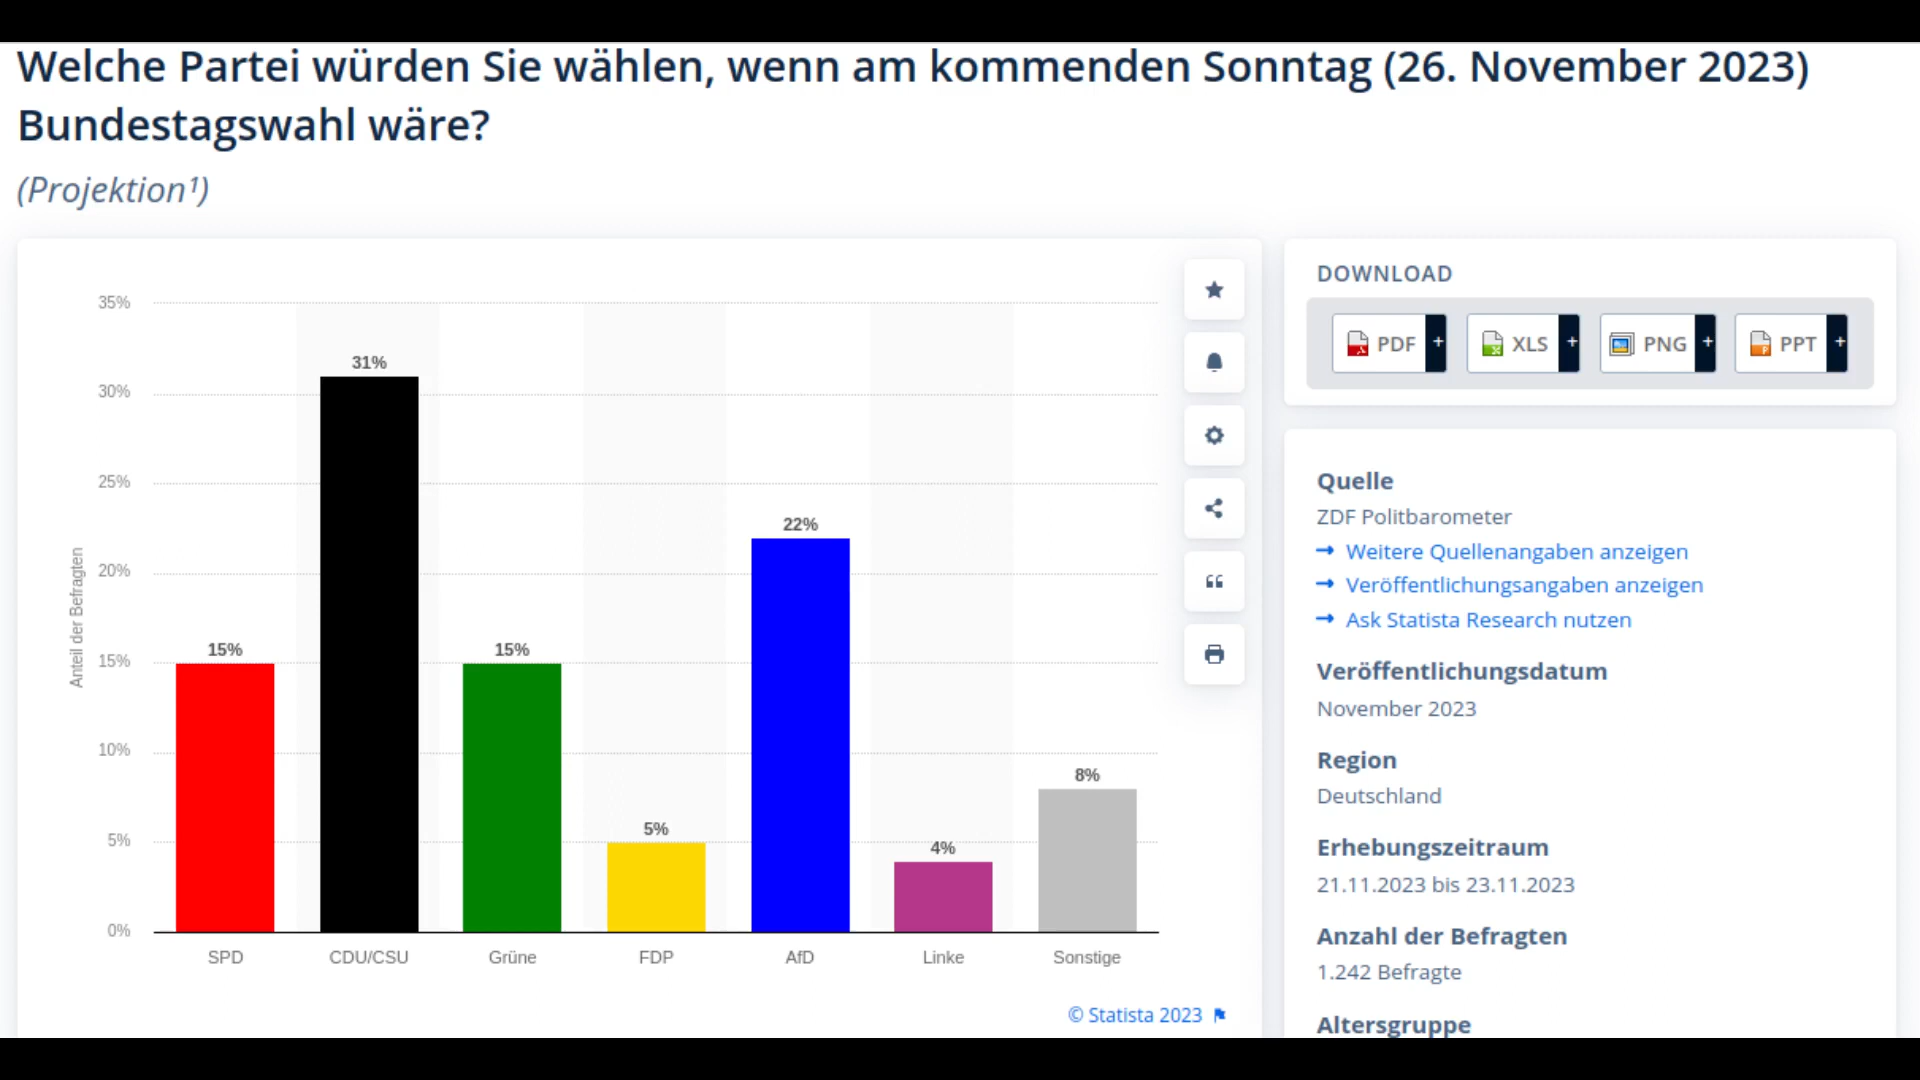 Welche Partei würden Sie wählen, wenn am kommenden Sonntag (26. November 2023)
Bundestagswahl wäre?
(Projektion¹)
Anteil der Befragten
35%
30%
25%
20%
15%
10%
5%
0%
15%
31%
15%
5%
22%
4%
8%
SPD
CDU/CSU
Grüne
FDP
AfD
Linke
Sonstige
© Statista 2023
DOWNLOAD
PDF +
XLS +
PNG +
PPT +
Quelle
ZDF Politbarometer
→ Weitere Quellenangaben anzeigen
→ Veröffentlichungsangaben anzeigen
→ Ask Statista Research nutzen
Veröffentlichungsdatum
November 2023
Region
Deutschland
Erhebungszeitraum
21.11.2023 bis 23.11.2023
Anzahl der Befragten
1.242 Befragte
Altersgruppe